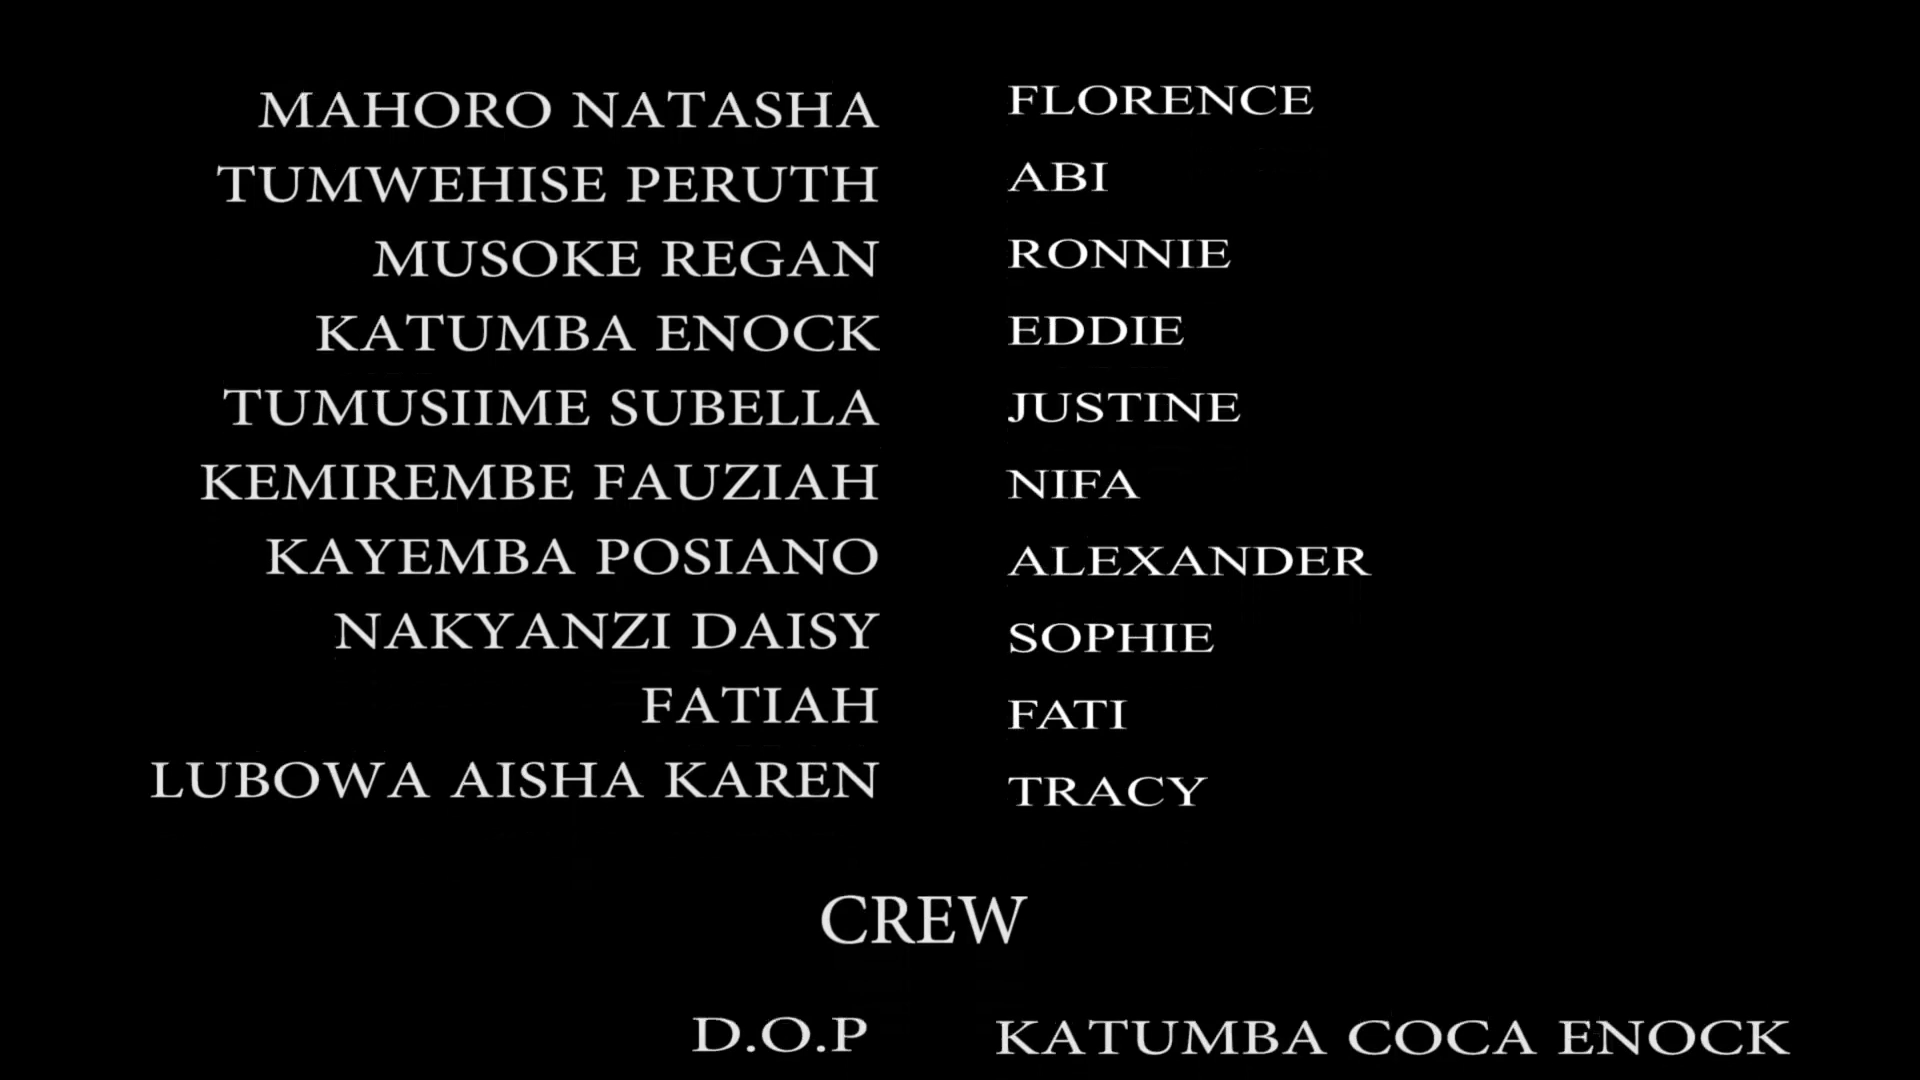 MAHORO NATASHA FLORENCE
TUMWEHISE PERUTH ABI
MUSOKE REGAN RONNIE
KATUMBA ENOCK EDDIE
TUMUSIIME SUBELLA JUSTINE
KEMIREMBE FAUZIAH NIFA
KAYEMBA POSIANO ALEXANDER
NAKYANZI DAISY SOPHIE
FATIAH FATI
LUBOWA AISHA KAREN TRACY
CREW
D.O.P KATUMBA COCA ENOCK